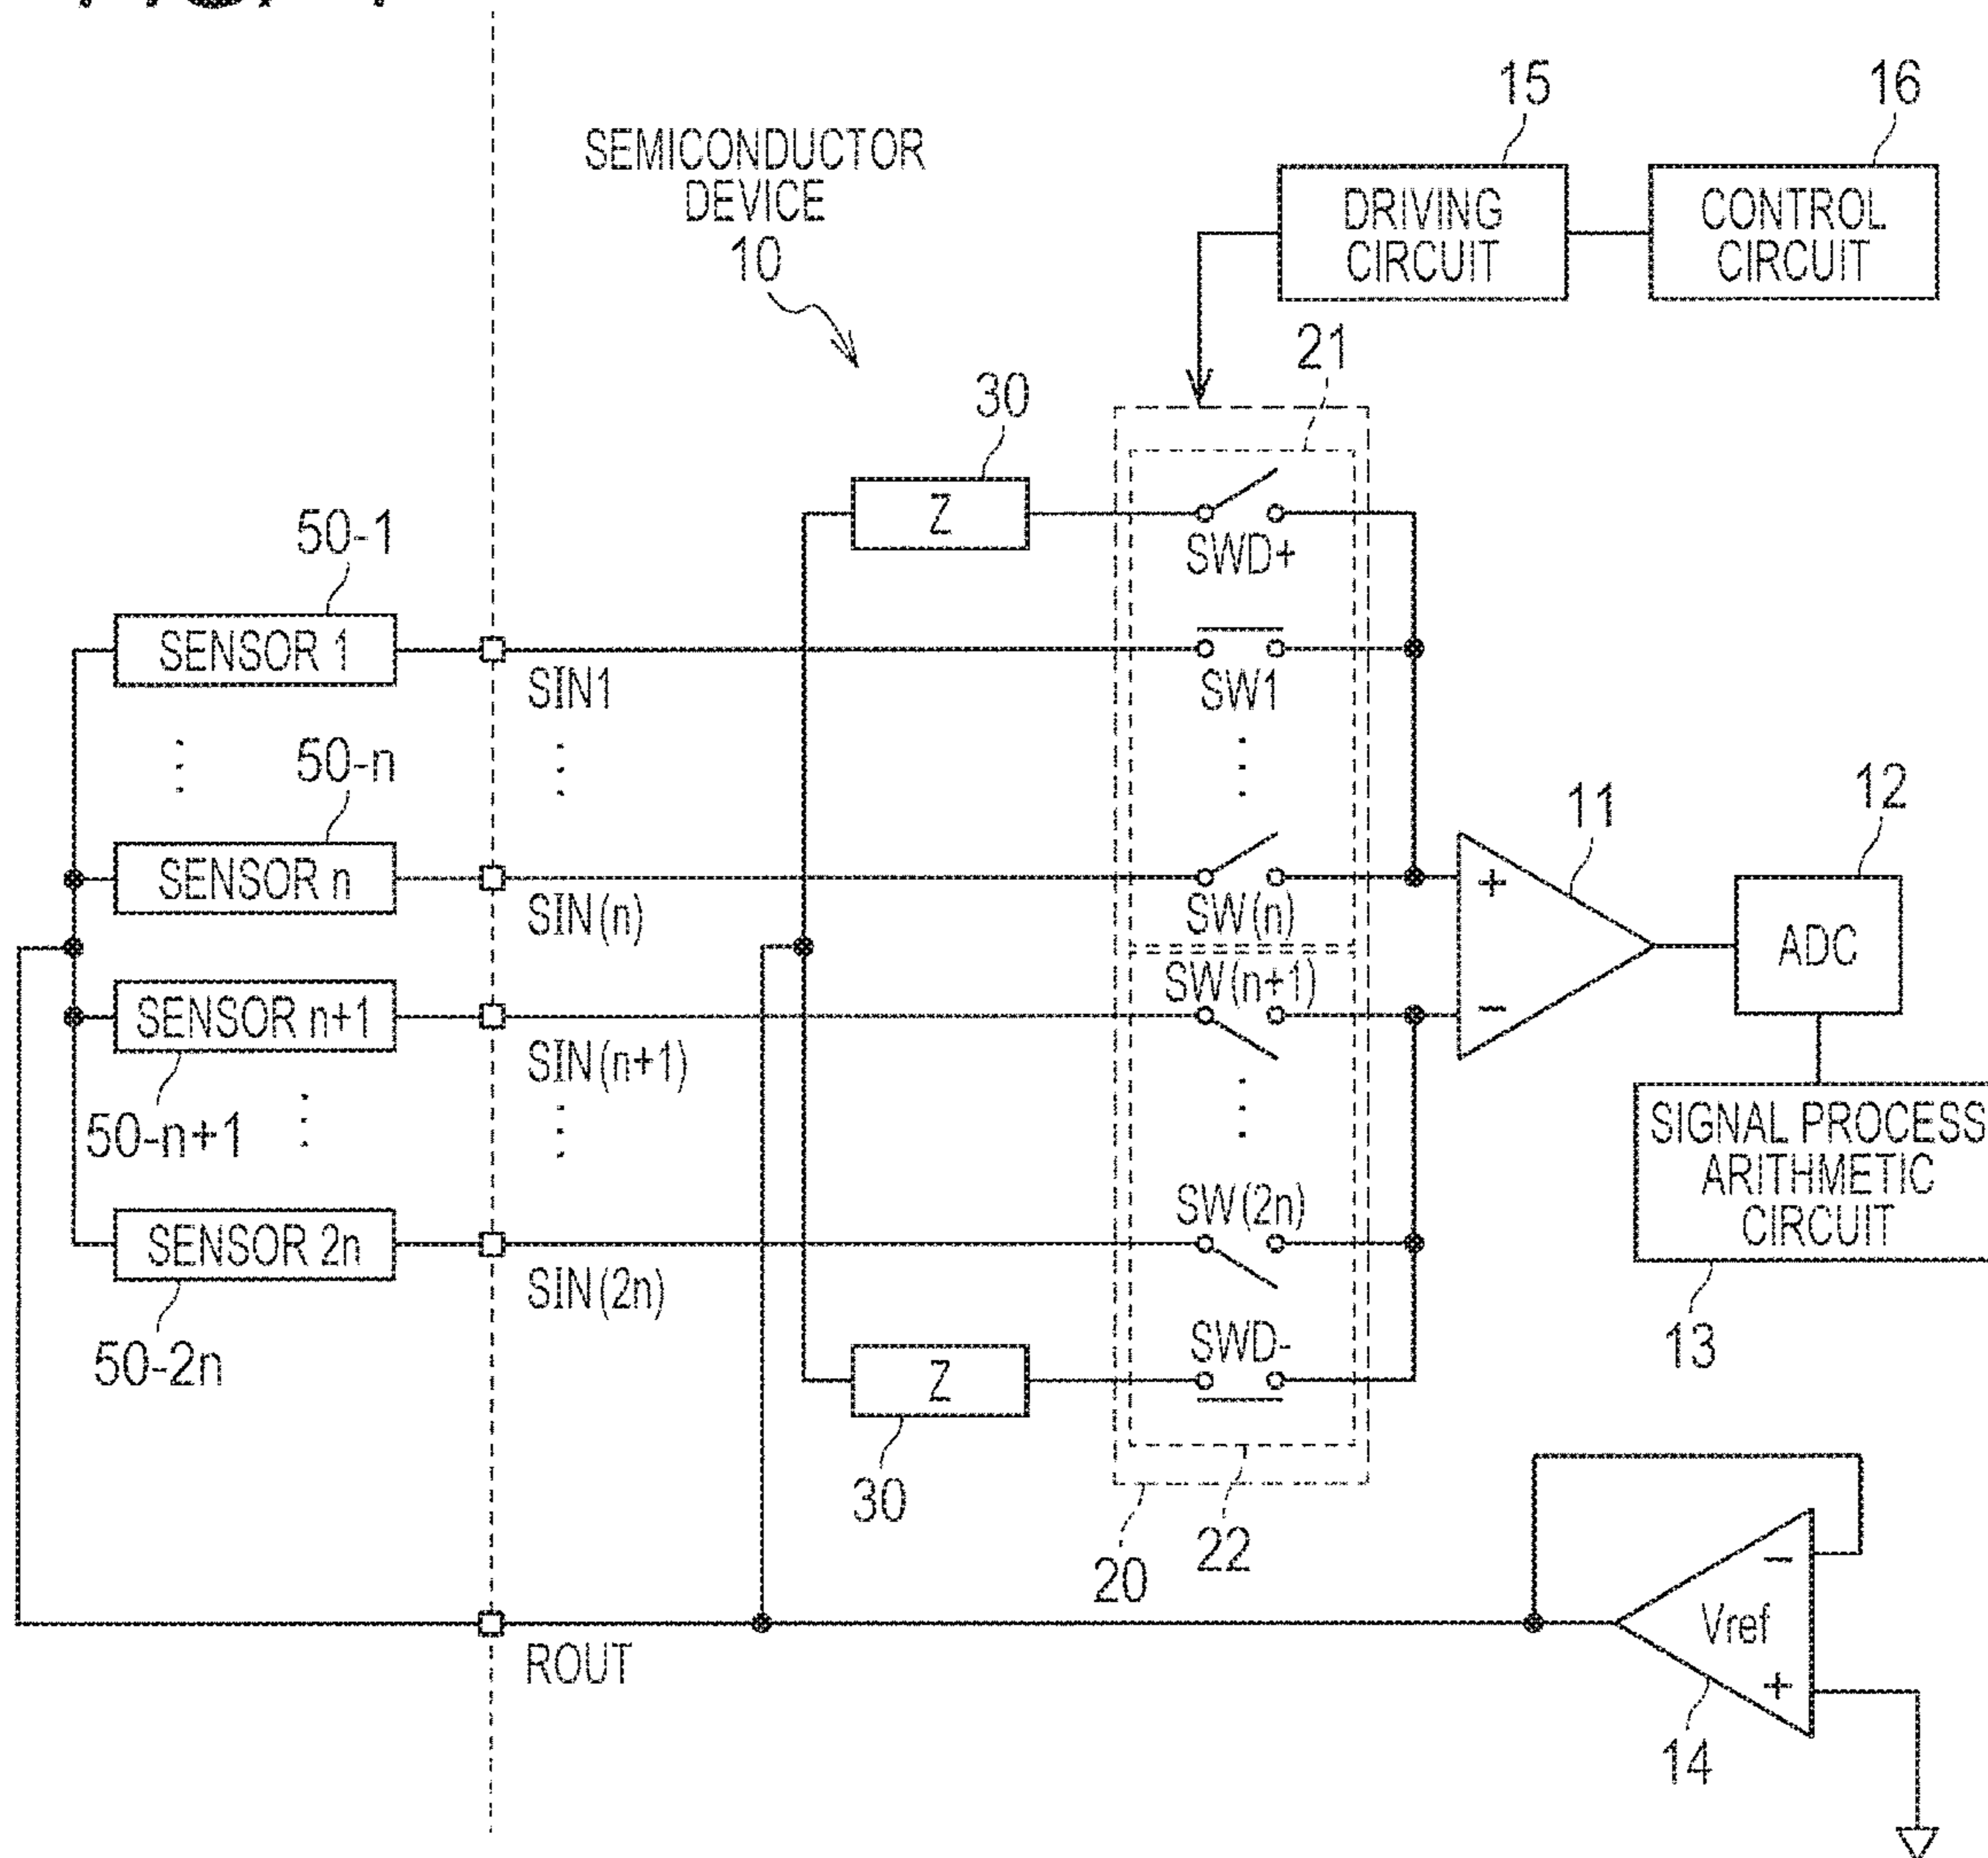 15
16
SEMICONDUCTOR
DEVICE
10
DRIVING
CIRCUIT
CONTROL
CIRCUIT
21
30
Z
SWD+
50-1
SENSOR 1
SIN1
SW1
50-n
SENSOR n
SIN(n)
SW(n)
11
12
+
−
ADC
SENSOR n+1
SIN(n+1)
SW(n+1)
50-n+1
SIGNAL PROCESS
ARITHMETIC
CIRCUIT
13
SENSOR 2n
SIN(2n)
SW(2n)
50-2n
SWD-
Z
30
22
20
ROUT
−
Vref
+
14